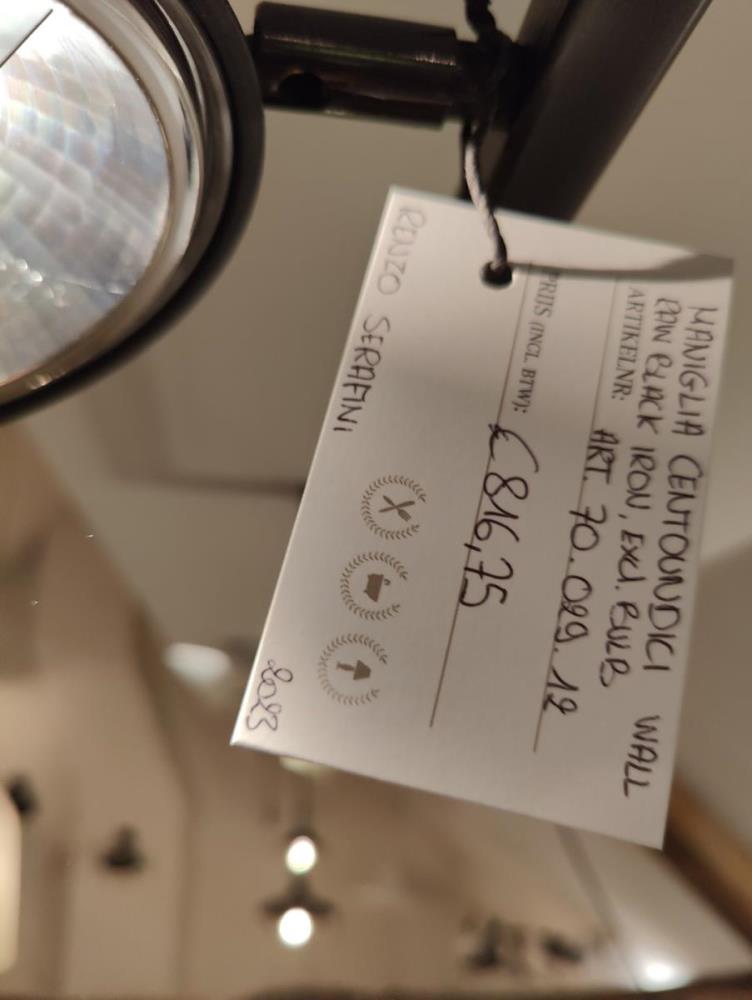 MANIGLIA CENTOUNDICI WALL
RAW BLACK IRON, EXCL. BULB
ARTIKELNR: ART. 70.029.12
PRIJS (INCL. BTW): € 816,75
RENZO SERAFINI
2023